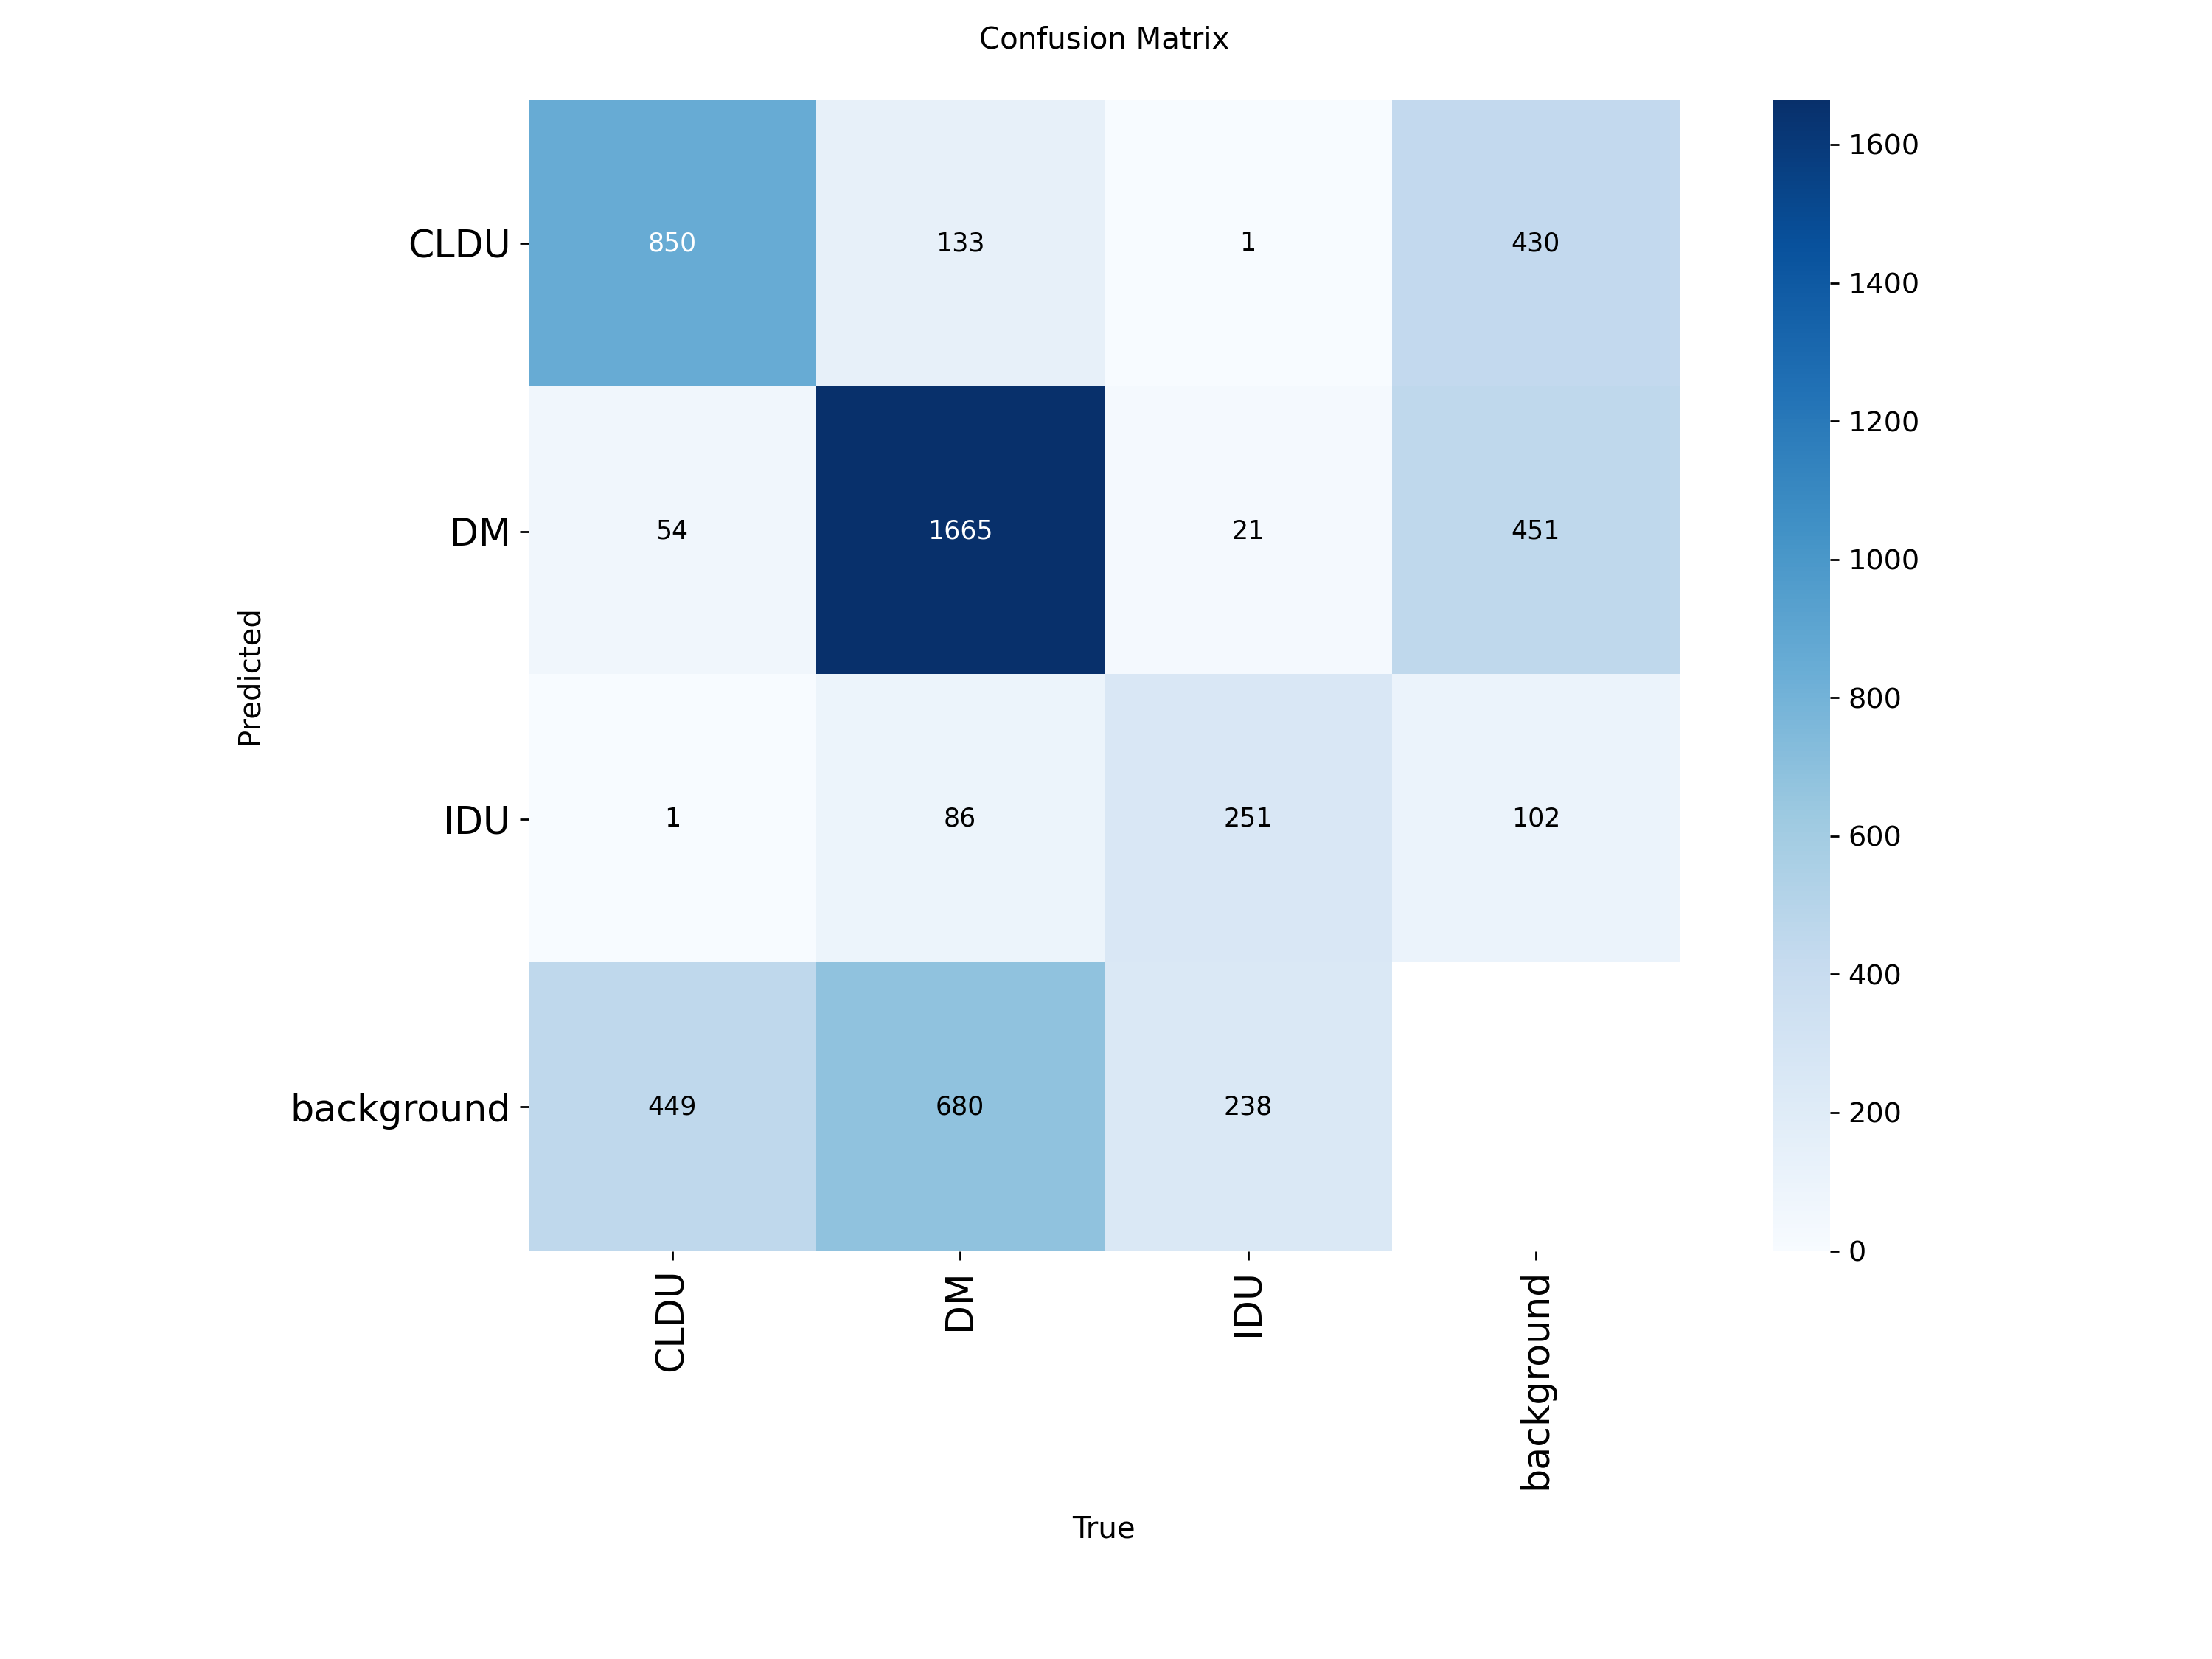 Confusion Matrix
CLDU 850 133 1 430
DM 54 1665 21 451
IDU 1 86 251 102
background 449 680 238
CLDU DM IDU background
True
Predicted
1600
1400
1200
1000
800
600
400
200
0